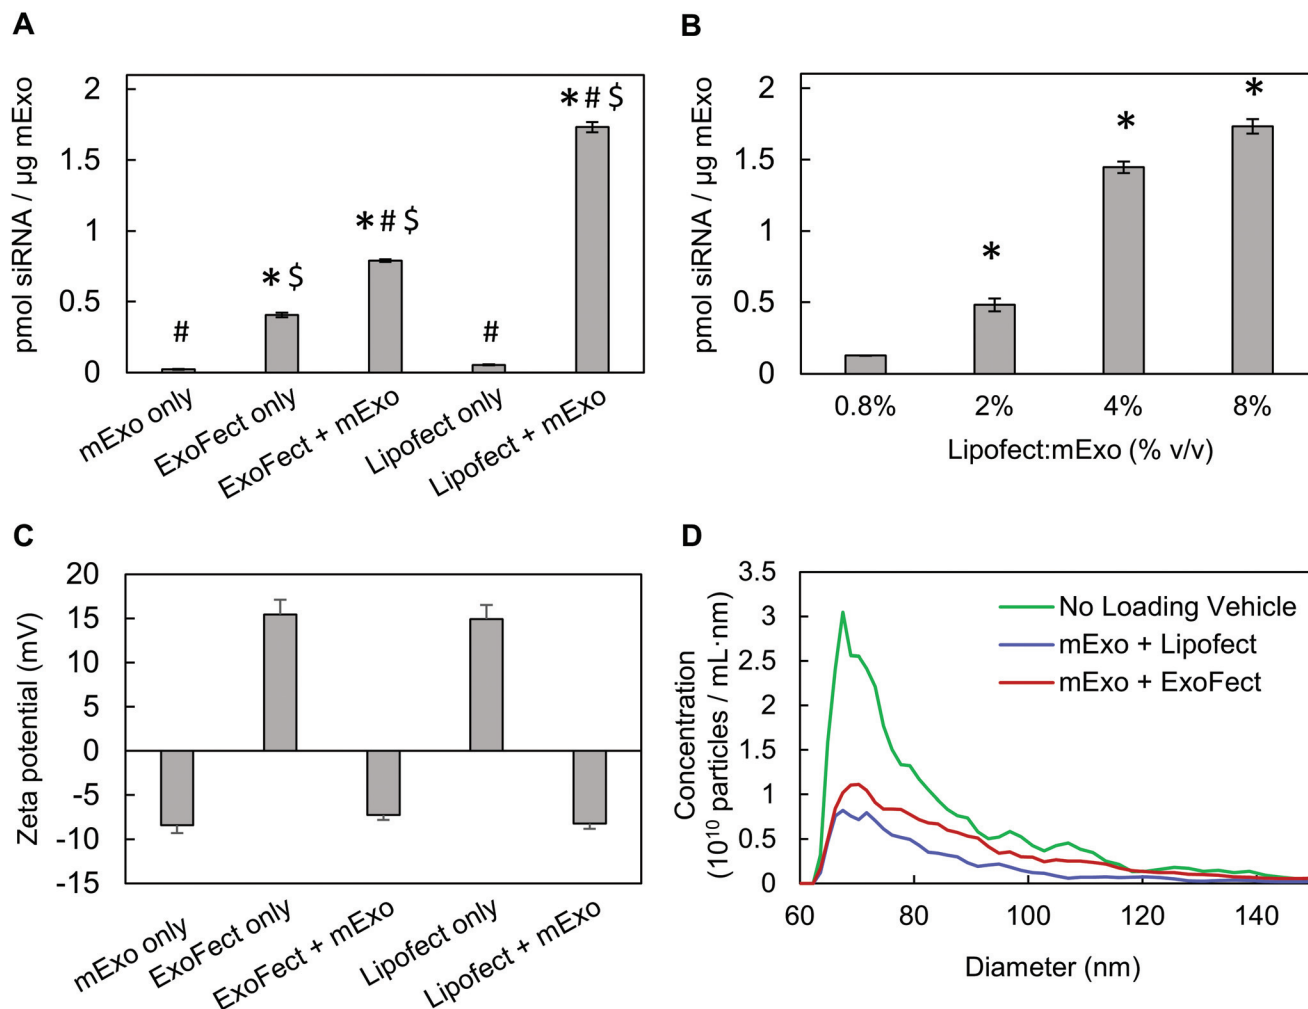 A
pmol siRNA / µg mExo
2
1.5
1
0.5
0
#
* $
* # $
#
* # $
mExo only
ExoFect only
ExoFect + mExo
Lipofect only
Lipofect + mExo
B
pmol siRNA / µg mExo
2
1.5
1
0.5
0
*
*
*
0.8%
2%
4%
8%
Lipofect:mExo (% v/v)
C
Zeta potential (mV)
20
15
10
5
0
-5
-10
-15
mExo only
ExoFect only
ExoFect + mExo
Lipofect only
Lipofect + mExo
D
Concentration
(10¹⁰ particles / mL·nm)
3.5
3
2.5
2
1.5
1
0.5
0
No Loading Vehicle
mExo + Lipofect
mExo + ExoFect
60
80
100
120
140
Diameter (nm)